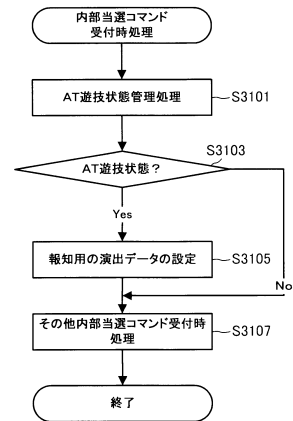 内部当選コマンド
受付時処理
AT遊技状態管理処理
S3101
S3103
AT遊技状態？
Yes
報知用の演出データの設定
S3105
No
その他内部当選コマンド受付時
処理
S3107
終了